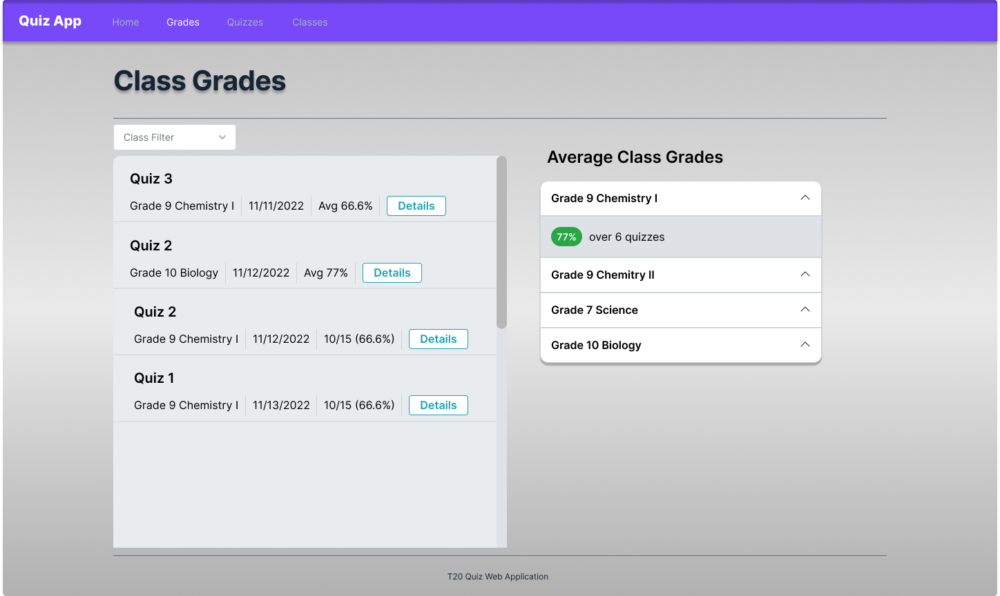 Quiz App Home Grades Quizzes Classes
Class Grades
Class Filter
Quiz 3
Grade 9 Chemistry I 11/11/2022 Avg 66.6% Details
Quiz 2
Grade 10 Biology 11/12/2022 Avg 77% Details
Quiz 2
Grade 9 Chemistry I 11/12/2022 10/15 (66.6%) Details
Quiz 1
Grade 9 Chemistry I 11/13/2022 10/15 (66.6%) Details
Average Class Grades
Grade 9 Chemistry I
77% over 6 quizzes
Grade 9 Chemitry II
Grade 7 Science
Grade 10 Biology
T20 Quiz Web Application